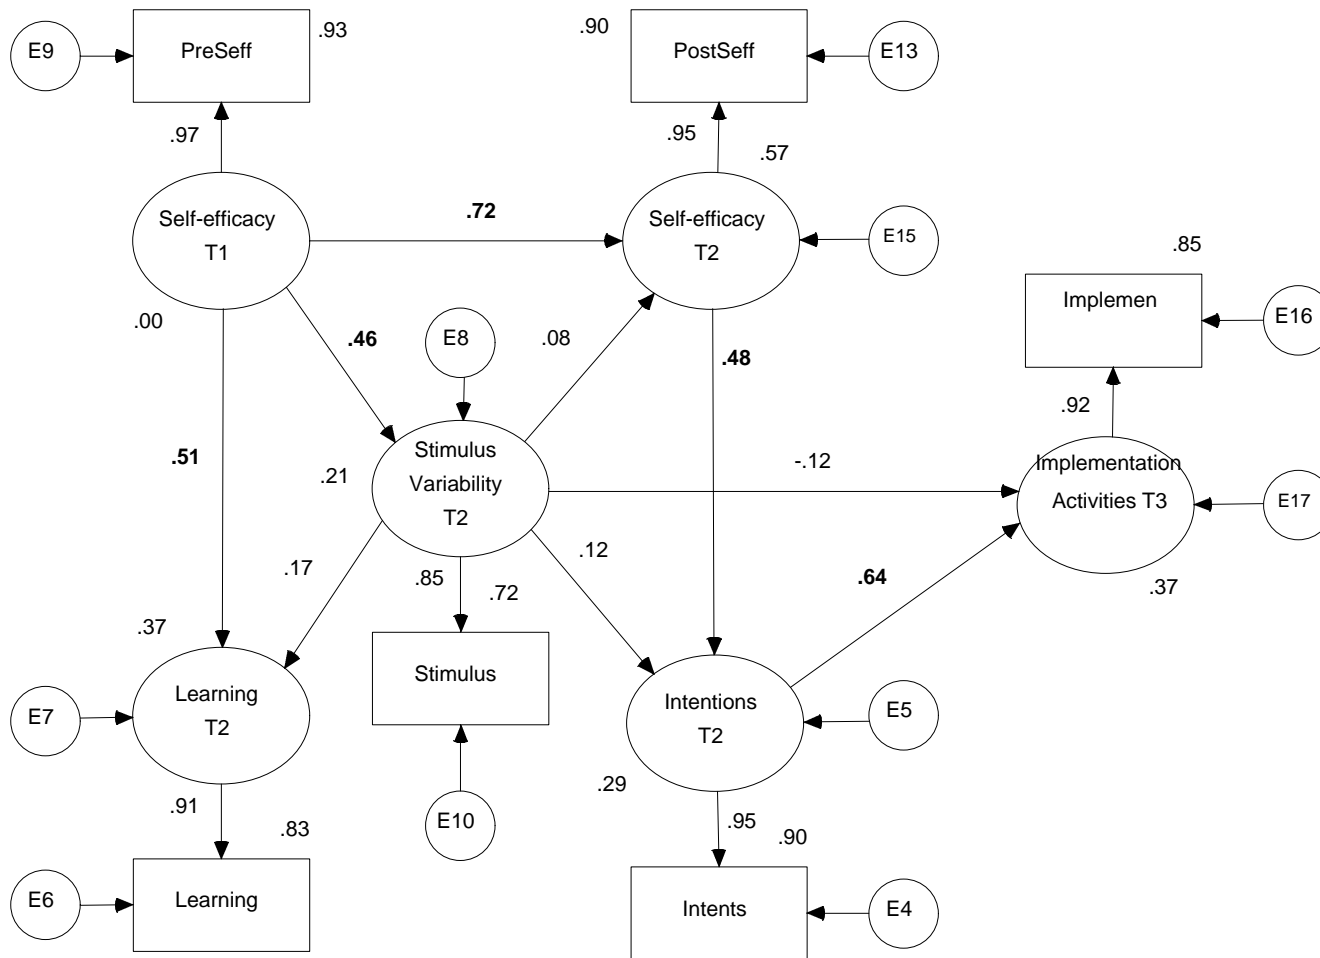 E9
PreSeff
.93
.90
PostSeff
E13
.97
.95
.57
Self-efficacy
T1
.72
Self-efficacy
T2
E15
.85
Implemen
E16
.00
.46
E8
.08
.48
.92
.51
.21
Stimulus
Variability
T2
-.12
Implementation
Activities T3
E17
.17
.85
.72
.12
.64
.37
.37
Learning
T2
E7
Stimulus
Intentions
T2
E5
.91
.83
E10
.29
.95
.90
E6
Learning
Intents
E4